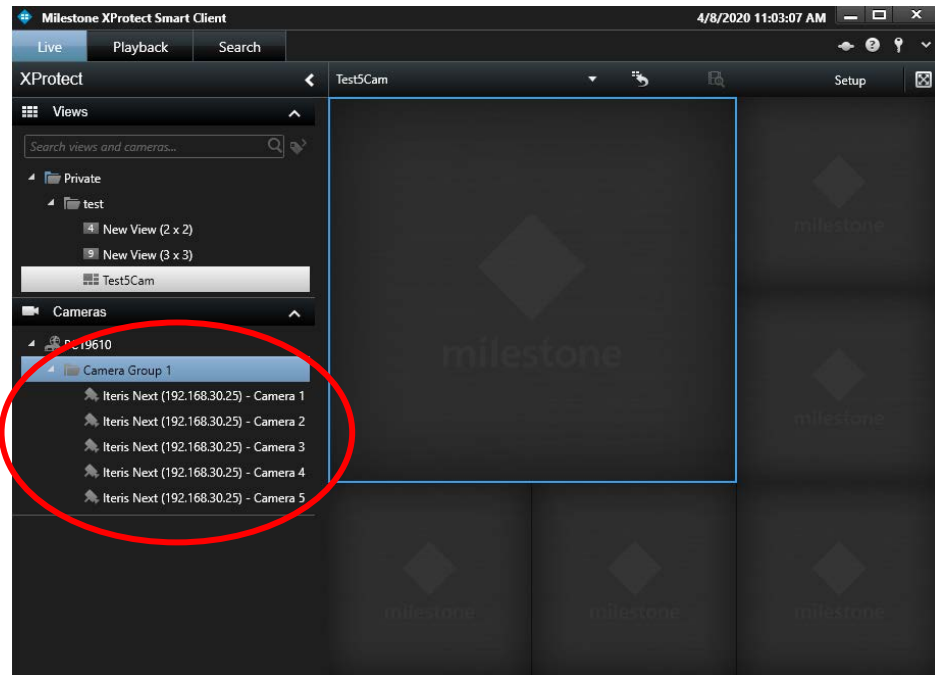 Milestone XProtect Smart Client 4/8/2020 11:03:07 AM
Live Playback Search
XProtect Test5Cam Setup
Views
Search views and cameras...
Private
test
4 New View (2 x 2)
9 New View (3 x 3)
Test5Cam
Cameras
9610
Camera Group 1
Iteris Next (192.168.30.25) - Camera 1
Iteris Next (192.168.30.25) - Camera 2
Iteris Next (192.168.30.25) - Camera 3
Iteris Next (192.168.30.25) - Camera 4
Iteris Next (192.168.30.25) - Camera 5
milestone
milestone
milestone
milestone
milestone
milestone